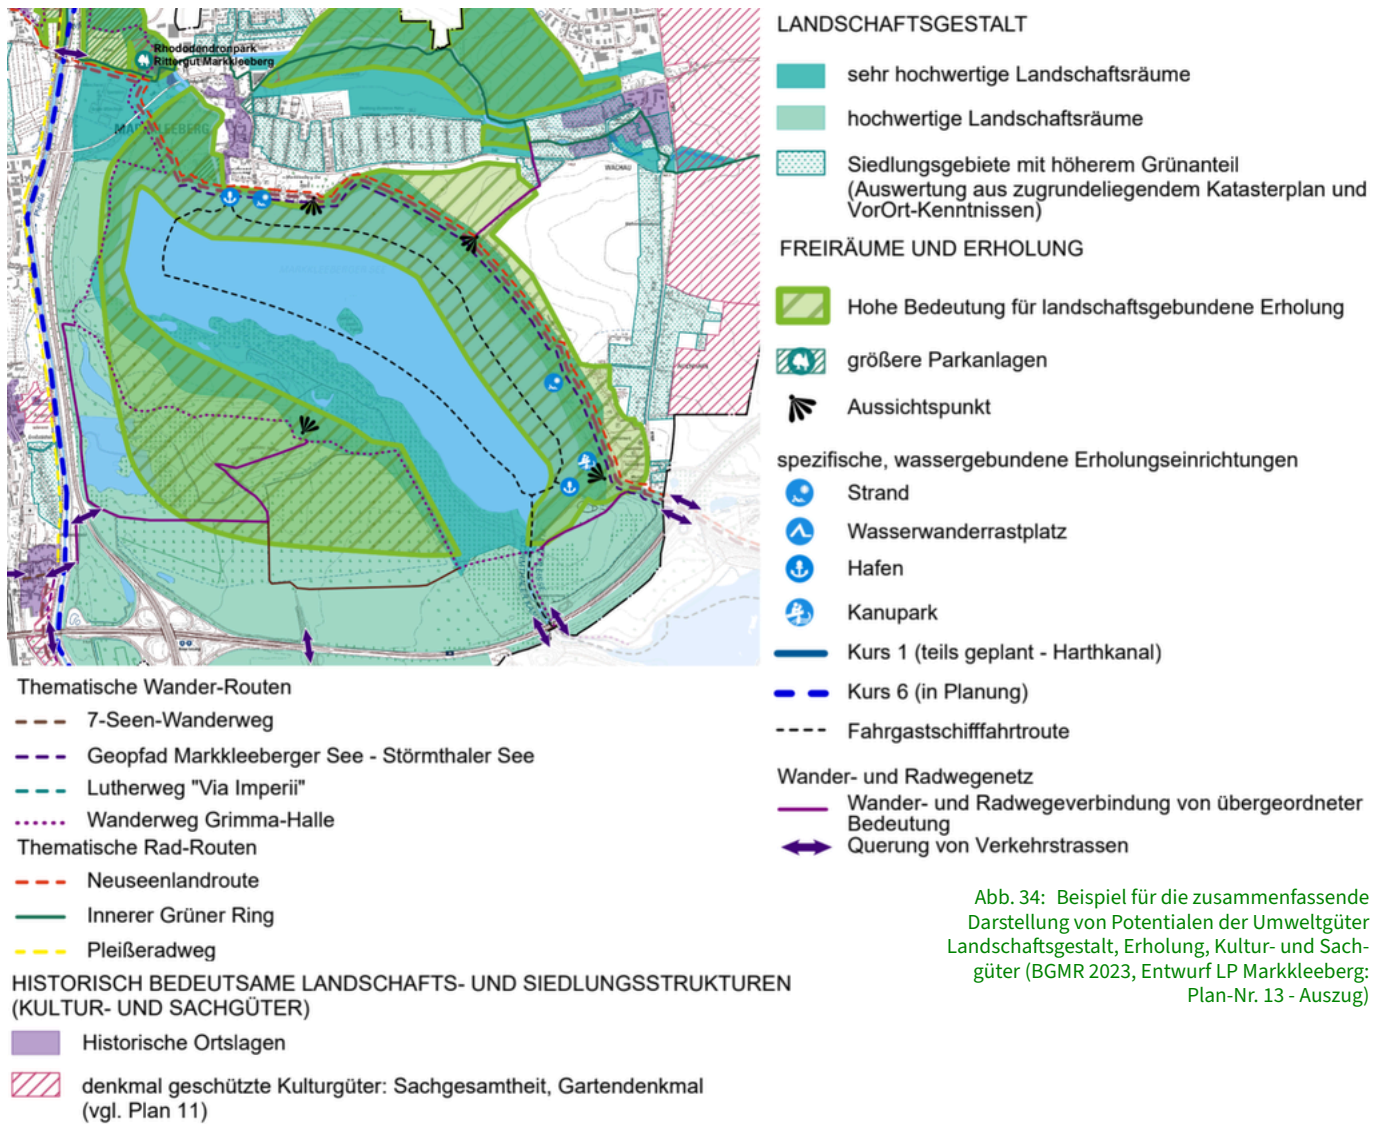 Rhododendronpark
Rittergut Markkleeberg
MARKKLEEBERG
WACHAU
MARKKLEEBERGER SEE
LANDSCHAFTSGESTALT
sehr hochwertige Landschaftsräume
hochwertige Landschaftsräume
Siedlungsgebiete mit höherem Grünanteil
(Auswertung aus zugrundeliegendem Katasterplan und
VorOrt-Kenntnissen)
FREIRÄUME UND ERHOLUNG
Hohe Bedeutung für landschaftsgebundene Erholung
größere Parkanlagen
Aussichtspunkt
spezifische, wassergebundene Erholungseinrichtungen
Strand
Wasserwanderrastplatz
Hafen
Kanupark
Kurs 1 (teils geplant - Harthkanal)
Kurs 6 (in Planung)
Fahrgastschifffahrtroute
Wander- und Radwegenetz
Wander- und Radwegeverbindung von übergeordneter
Bedeutung
Querung von Verkehrstrassen
Thematische Wander-Routen
7-Seen-Wanderweg
Geopfad Markkleeberger See - Störmthaler See
Lutherweg "Via Imperii"
Wanderweg Grimma-Halle
Thematische Rad-Routen
Neuseenlandroute
Innerer Grüner Ring
Pleißeradweg
HISTORISCH BEDEUTSAME LANDSCHAFTS- UND SIEDLUNGSSTRUKTUREN
(KULTUR- UND SACHGÜTER)
Historische Ortslagen
denkmal geschützte Kulturgüter: Sachgesamtheit, Gartendenkmal
(vgl. Plan 11)
Abb. 34: Beispiel für die zusammenfassende
Darstellung von Potentialen der Umweltgüter
Landschaftsgestalt, Erholung, Kultur- und Sach-
güter (BGMR 2023, Entwurf LP Markkleeberg:
Plan-Nr. 13 - Auszug)